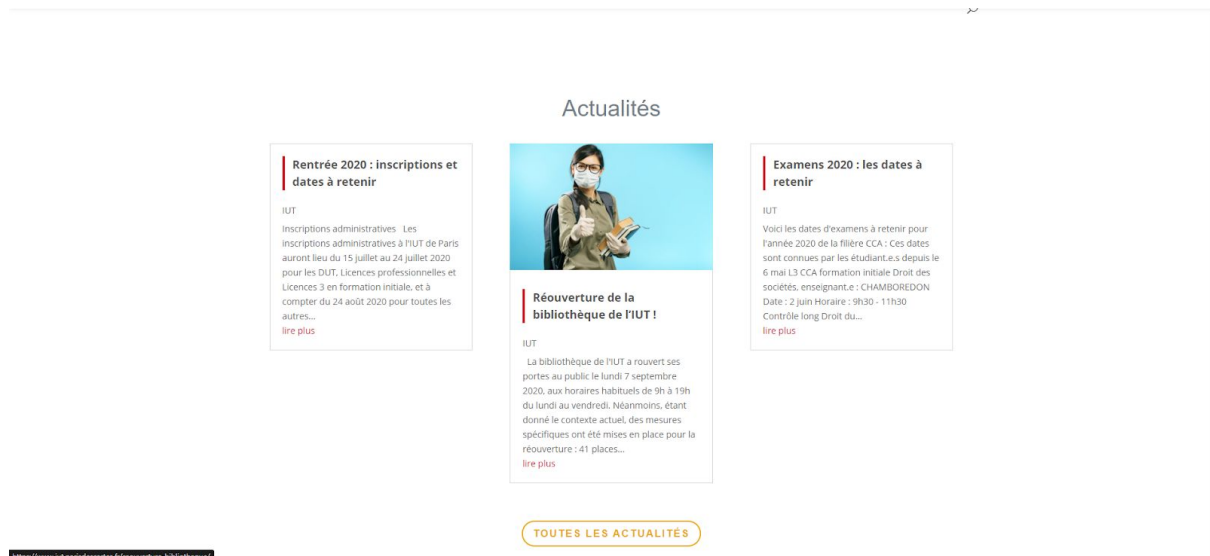 Actualités
Rentrée 2020 : inscriptions et
dates à retenir
IUT
Inscriptions administratives Les
inscriptions administratives à l'IUT de Paris
auront lieu du 15 juillet au 24 juillet 2020
pour les DUT, Licences professionnelles et
Licences 3 en formation initiale, et à
compter du 24 août 2020 pour toutes les
autres...
lire plus
Réouverture de la
bibliothèque de l'IUT !
IUT
La bibliothèque de l'IUT a rouvert ses
portes au public le lundi 7 septembre
2020, aux horaires habituels de 9h à 19h
du lundi au vendredi. Néanmoins, étant
donné le contexte actuel, des mesures
spécifiques ont été mises en place pour la
réouverture : 41 places...
lire plus
Examens 2020 : les dates à
retenir
IUT
Voici les dates d'examens à retenir pour
l'année 2020 de la filière CCA : Ces dates
sont connues par les étudiant.e.s depuis le
6 mai L3 CCA formation initiale Droit des
sociétés, enseignant.e : CHAMBOREDON
Date : 2 juin Horaire : 9h30 - 11h30
Contrôle long Droit du...
lire plus
TOUTES LES ACTUALITÉS